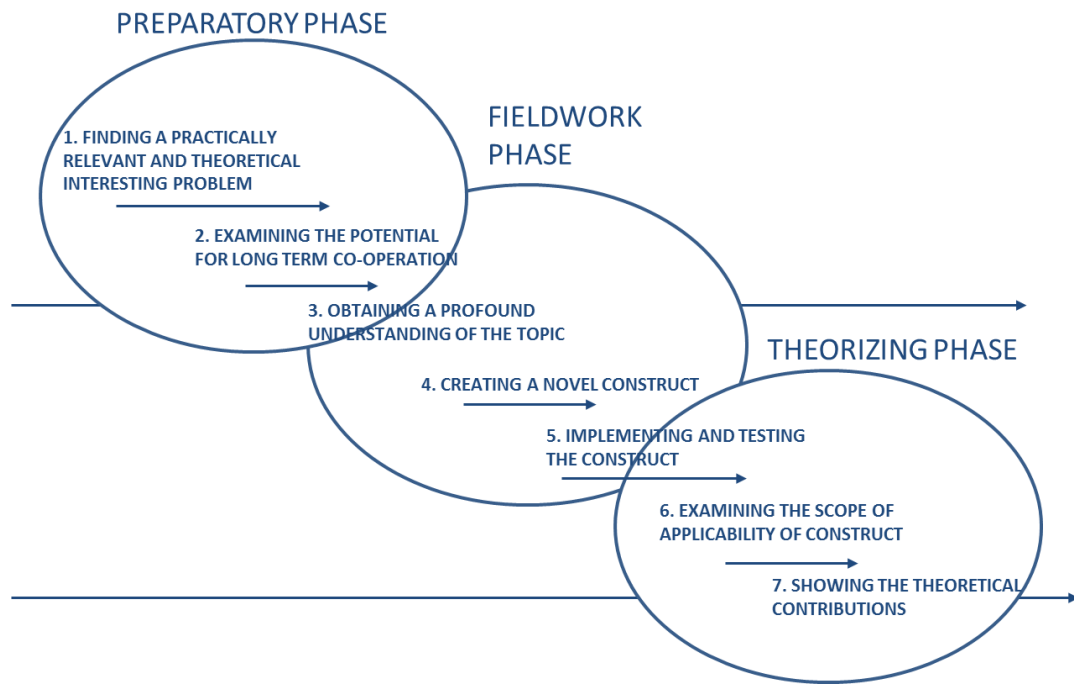 PREPARATORY PHASE
1. FINDING A PRACTICALLY
RELEVANT AND THEORETICAL
INTERESTING PROBLEM
2. EXAMINING THE POTENTIAL
FOR LONG TERM CO-OPERATION
FIELDWORK
PHASE
3. OBTAINING A PROFOUND
UNDERSTANDING OF THE TOPIC
4. CREATING A NOVEL CONSTRUCT
5. IMPLEMENTING AND TESTING
THE CONSTRUCT
THEORIZING PHASE
6. EXAMINING THE SCOPE OF
APPLICABILITY OF CONSTRUCT
7. SHOWING THE THEORETICAL
CONTRIBUTIONS